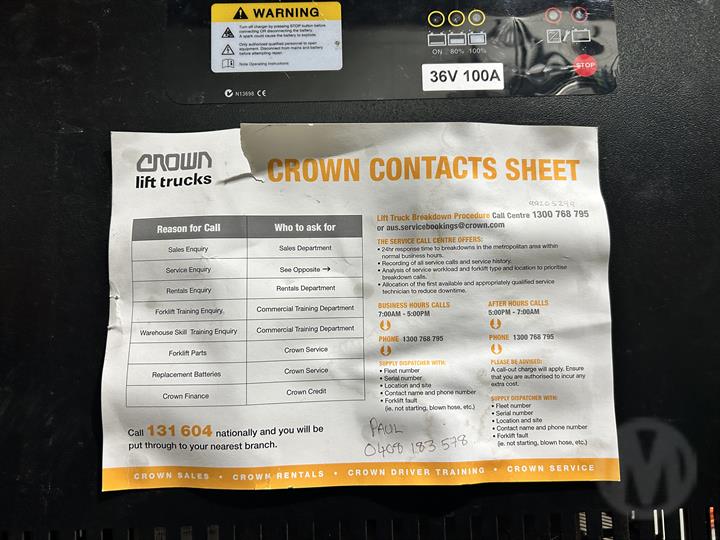 WARNING
Turn off charger by pressing STOP button before
connecting OR disconnecting the battery.
A spark could cause the battery to explode.
Only authorized qualified personnel to open
equipment. Disconnect from mains and battery
before attempting repair.
Note Operating Instructions
N13698 CE
ON 80% 100%
STOP
36V 100A
CROWN
lift trucks
CROWN CONTACTS SHEET
Reason for Call Who to ask for
Sales Enquiry Sales Department
Service Enquiry See Opposite →
Rentals Enquiry Rentals Department
Forklift Training Enquiry, Commercial Training Department
Warehouse Skill Training Enquiry Commercial Training Department
Forklift Parts Crown Service
Replacement Batteries Crown Service
Crown Finance Crown Credit
Call 131 604 nationally and you will be
put through to your nearest branch.
Lift Truck Breakdown Procedure Call Centre 1300 768 795
or aus.servicebookings@crown.com
THE SERVICE CALL CENTRE OFFERS:
• 24hr response time to breakdowns in the metropolitan area within
normal business hours.
• Recording of all service calls and service history.
• Analysis of service workload and forklift type and location to prioritise
breakdown calls.
• Allocation of the first available and appropriately qualified service
technician to reduce downtime.
BUSINESS HOURS CALLS
7:00AM - 5:00PM
PHONE 1300 768 795
SUPPLY DISPATCHER WITH:
• Fleet number
• Serial number
• Location and site
• Contact name and phone number
• Forklift fault
(ie. not starting, blown hose, etc.)
AFTER HOURS CALLS
5:00PM - 7:00AM
PHONE 1300 768 795
PLEASE BE ADVISED:
A call-out charge will apply. Ensure
that you are authorised to incur any
extra cost.
SUPPLY DISPATCHER WITH:
• Fleet number
• Serial number
• Location and site
• Contact name and phone number
• Forklift fault
(ie. not starting, blown hose, etc.)
PAUL
0408 183 578
CROWN SALES • CROWN RENTALS • CROWN DRIVER TRAINING • CROWN SERVICE
M